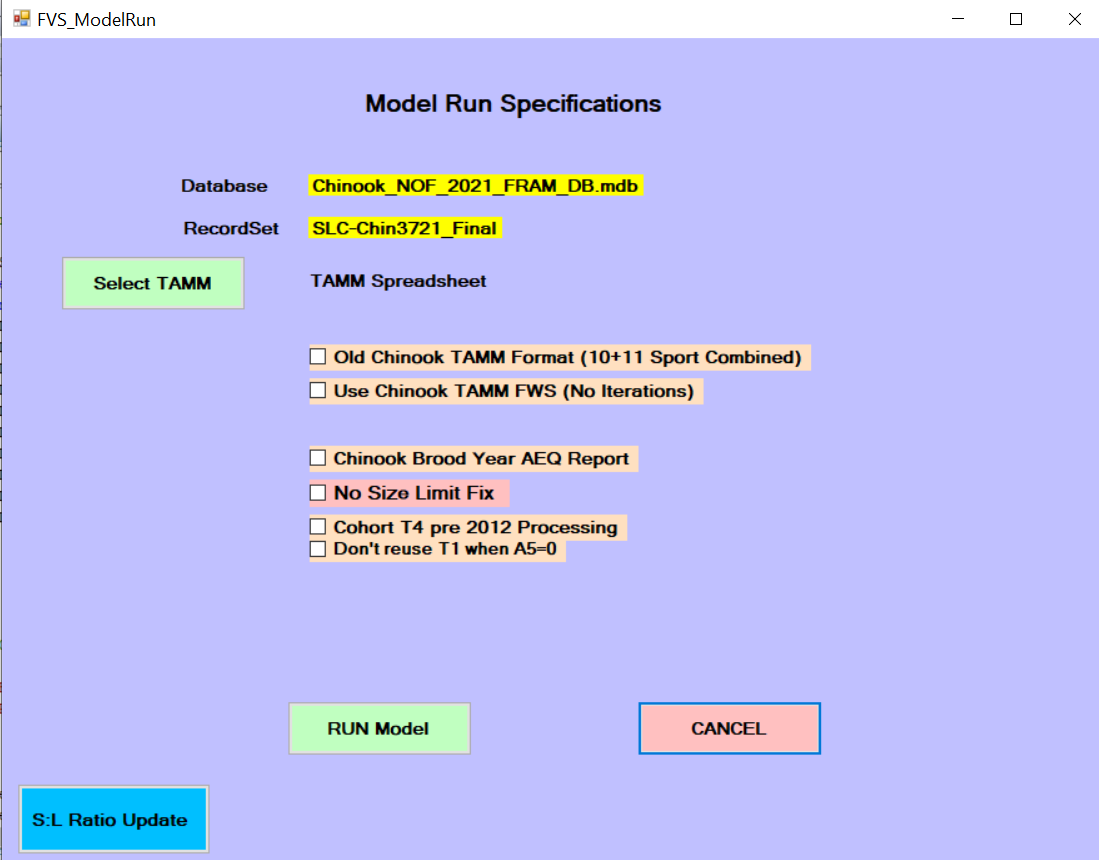 FVS_ModelRun
Model Run Specifications
Database Chinook_NOF_2021_FRAM_DB.mdb
RecordSet SLC-Chin3721_Final
Select TAMM TAMM Spreadsheet
Old Chinook TAMM Format (10+11 Sport Combined)
Use Chinook TAMM FWS (No Iterations)
Chinook Brood Year AEQ Report
No Size Limit Fix
Cohort T4 pre 2012 Processing
Don't reuse T1 when A5=0
RUN Model CANCEL
S:L Ratio Update